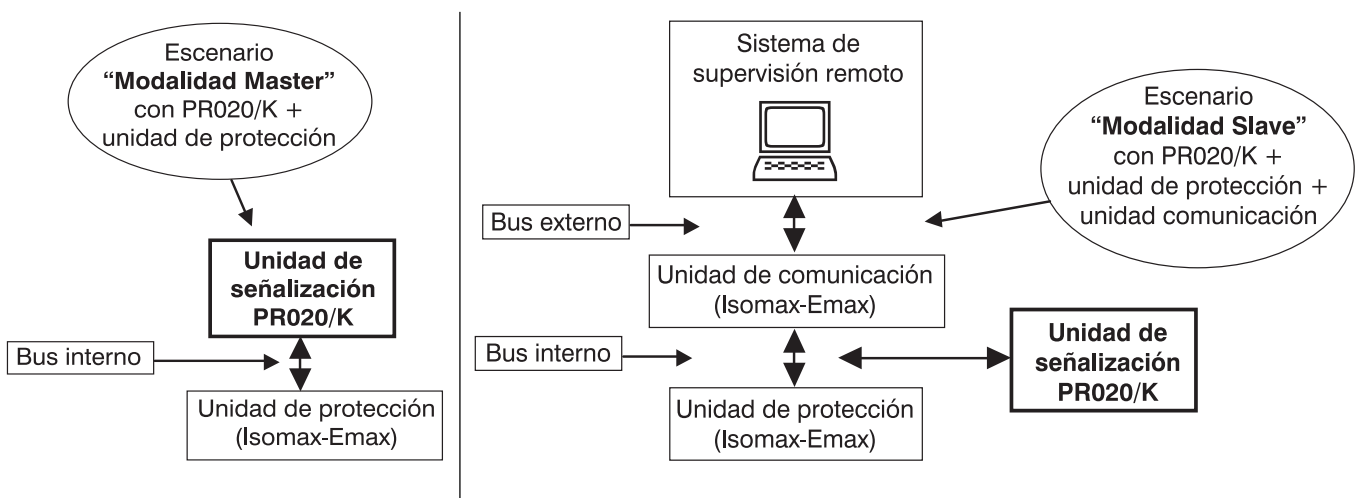 Escenario
“Modalidad Master”
con PR020/K +
unidad de protección
Unidad de
señalización
PR020/K
Bus interno
Unidad de protección
(Isomax-Emax)
Sistema de
supervisión remoto
Escenario
“Modalidad Slave”
con PR020/K +
unidad de protección +
unidad comunicación
Bus externo
Unidad de comunicación
(Isomax-Emax)
Bus interno
Unidad de
señalización
PR020/K
Unidad de protección
(Isomax-Emax)